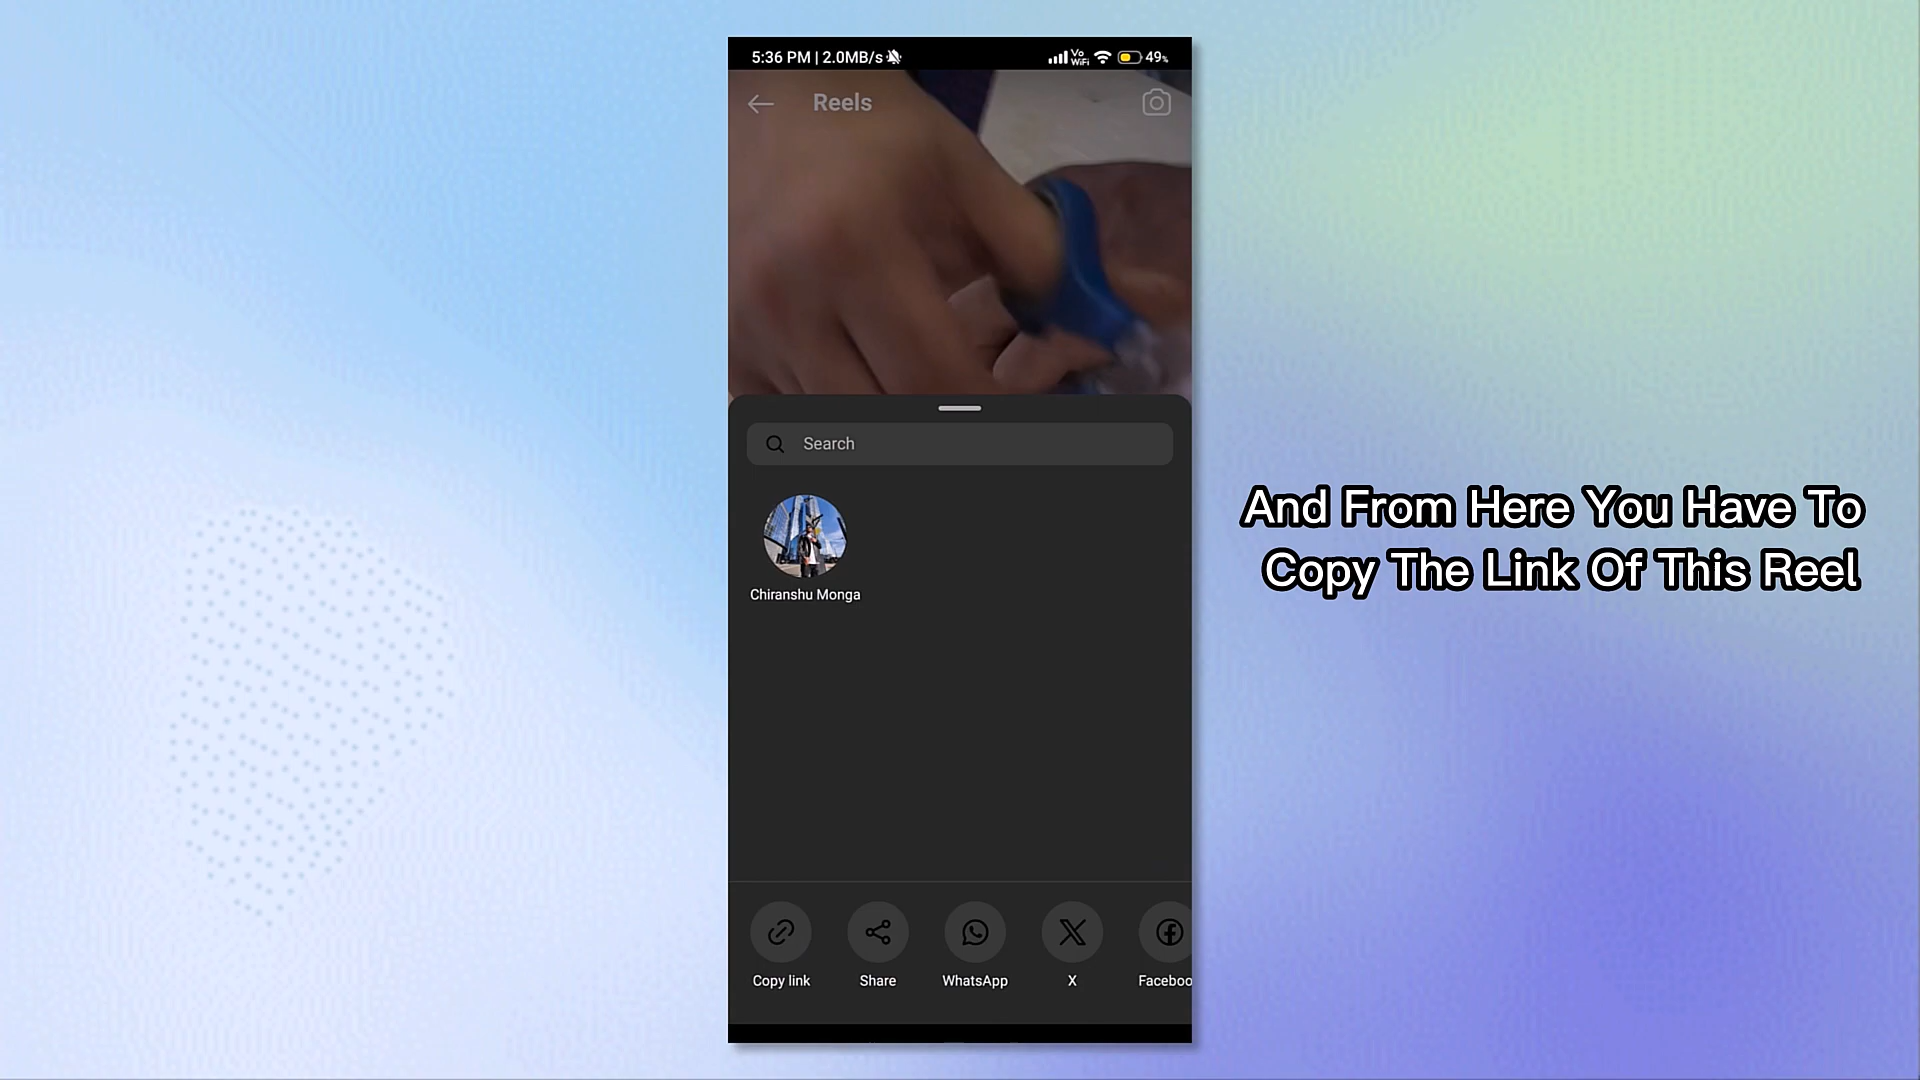 5:36 PM | 2.0MB/s
Vo
WiFi
49%
Reels
Search
Chiranshu Monga
Copy link
Share
WhatsApp
X
Faceboo
And From Here You Have To
Copy The Link Of This Reel